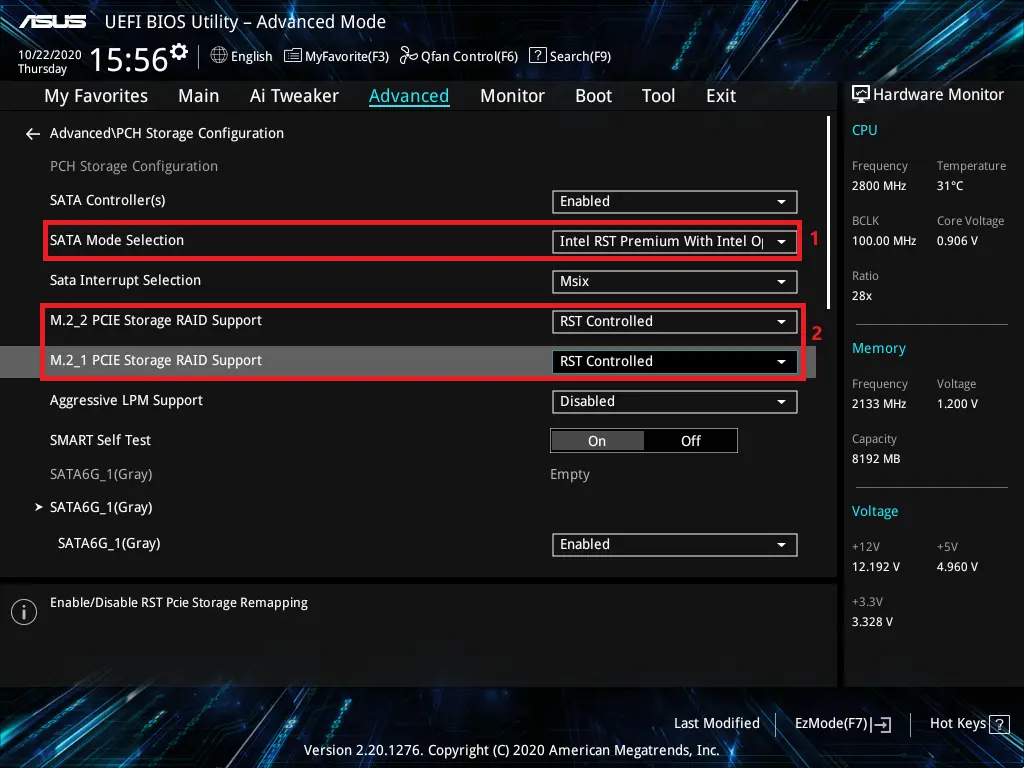 ASUS UEFI BIOS Utility – Advanced Mode
10/22/2020
Thursday
15:56
English MyFavorite(F3) Qfan Control(F6) ? Search(F9)
My Favorites Main Ai Tweaker Advanced Monitor Boot Tool Exit
Advanced\PCH Storage Configuration
PCH Storage Configuration
SATA Controller(s) Enabled
SATA Mode Selection Intel RST Premium With Intel Op 1
Sata Interrupt Selection Msix
M.2_2 PCIE Storage RAID Support RST Controlled 2
M.2_1 PCIE Storage RAID Support RST Controlled
Aggressive LPM Support Disabled
SMART Self Test On Off
SATA6G_1(Gray) Empty
SATA6G_1(Gray)
SATA6G_1(Gray) Enabled
Enable/Disable RST Pcie Storage Remapping
Hardware Monitor
CPU
Frequency Temperature
2800 MHz 31°C
BCLK Core Voltage
100.00 MHz 0.906 V
Ratio
28x
Memory
Frequency Voltage
2133 MHz 1.200 V
Capacity
8192 MB
Voltage
+12V +5V
12.192 V 4.960 V
+3.3V
3.328 V
Last Modified EzMode(F7) Hot Keys ?
Version 2.20.1276. Copyright (C) 2020 American Megatrends, Inc.